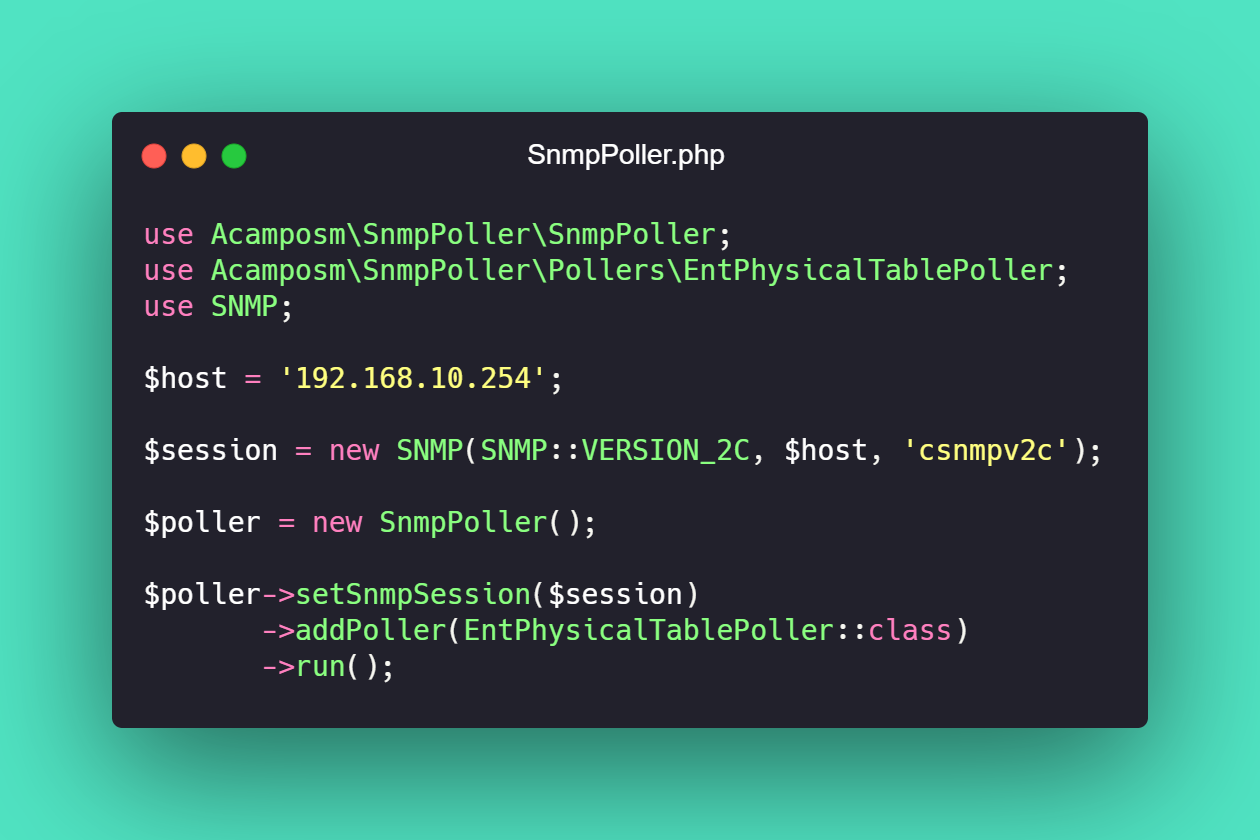 SnmpPoller.php
use Acamposm\SnmpPoller\SnmpPoller;
use Acamposm\SnmpPoller\Pollers\EntPhysicalTablePoller;
use SNMP;
$host = '192.168.10.254';
$session = new SNMP(SNMP::VERSION_2C, $host, 'csnmpv2c');
$poller = new SnmpPoller();
$poller->setSnmpSession($session)
->addPoller(EntPhysicalTablePoller::class)
->run();